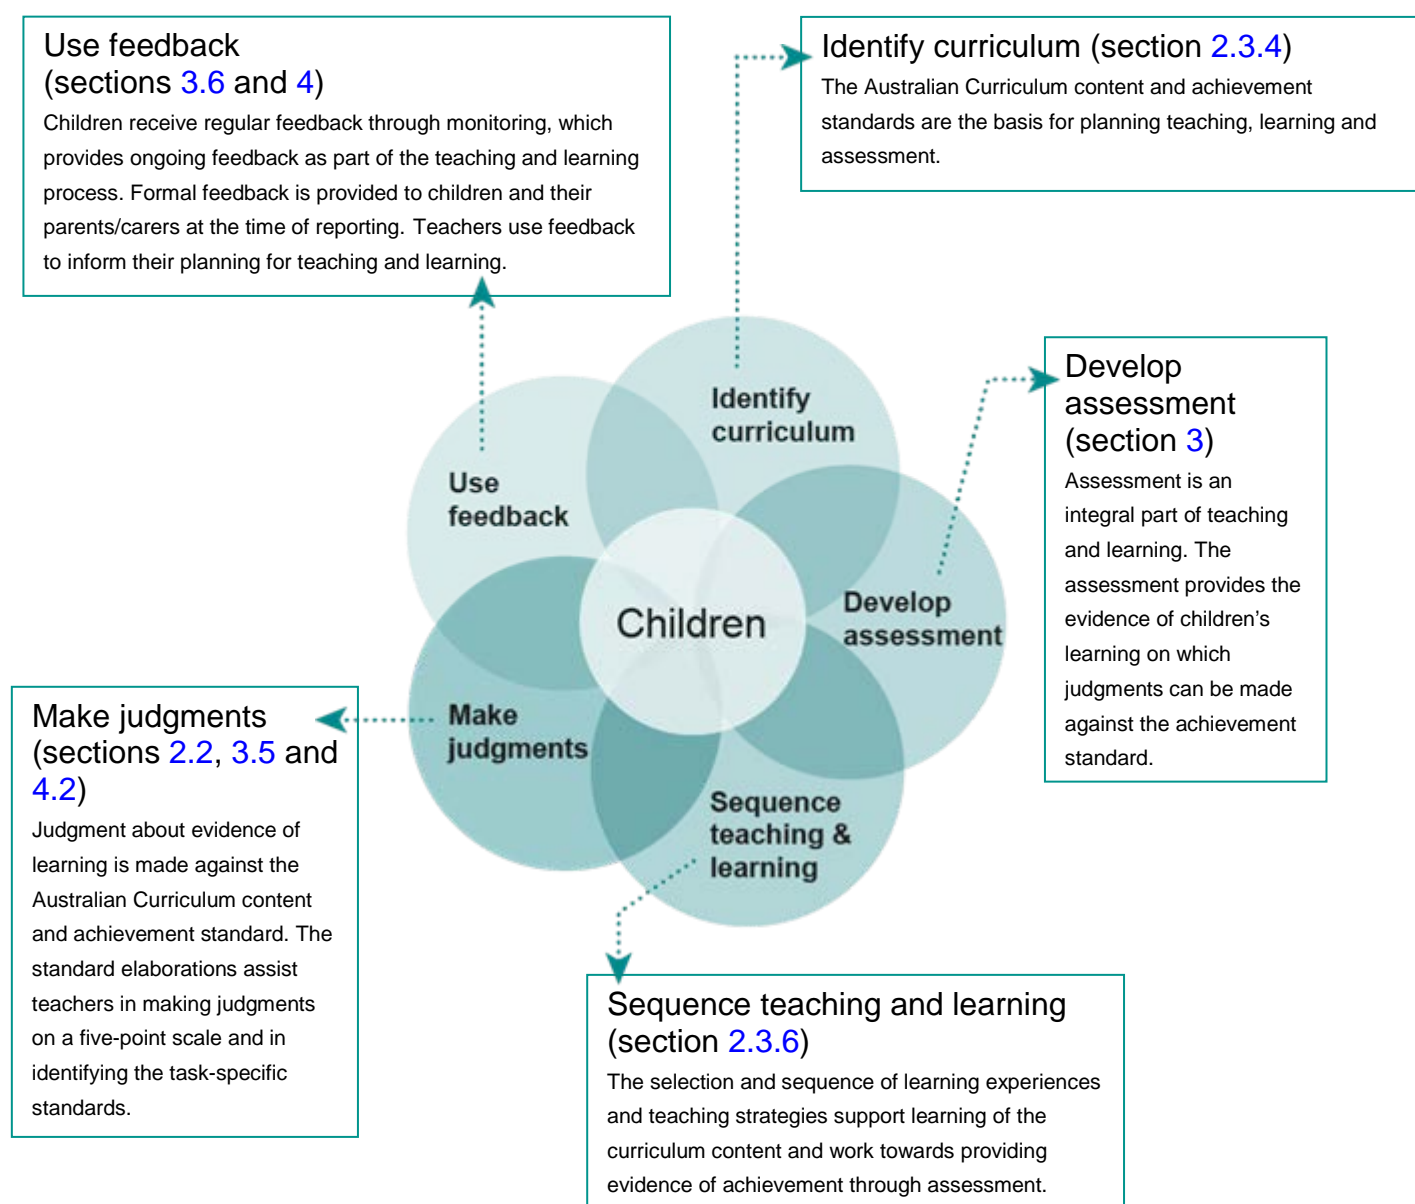 Use feedback
(sections 3.6 and 4)
Children receive regular feedback through monitoring, which
provides ongoing feedback as part of the teaching and learning
process. Formal feedback is provided to children and their
parents/carers at the time of reporting. Teachers use feedback
to inform their planning for teaching and learning.
Identify curriculum (section 2.3.4)
The Australian Curriculum content and achievement
standards are the basis for planning teaching, learning and
assessment.
Develop
assessment
(section 3)
Assessment is an
integral part of teaching
and learning. The
assessment provides the
evidence of children’s
learning on which
judgments can be made
against the achievement
standard.
Identify
curriculum
Use
feedback
Children
Develop
assessment
Make
judgments
Sequence
teaching &
learning
Make judgments
(sections 2.2, 3.5 and
4.2)
Judgment about evidence of
learning is made against the
Australian Curriculum content
and achievement standard. The
standard elaborations assist
teachers in making judgments
on a five-point scale and in
identifying the task-specific
standards.
Sequence teaching and learning
(section 2.3.6)
The selection and sequence of learning experiences
and teaching strategies support learning of the
curriculum content and work towards providing
evidence of achievement through assessment.